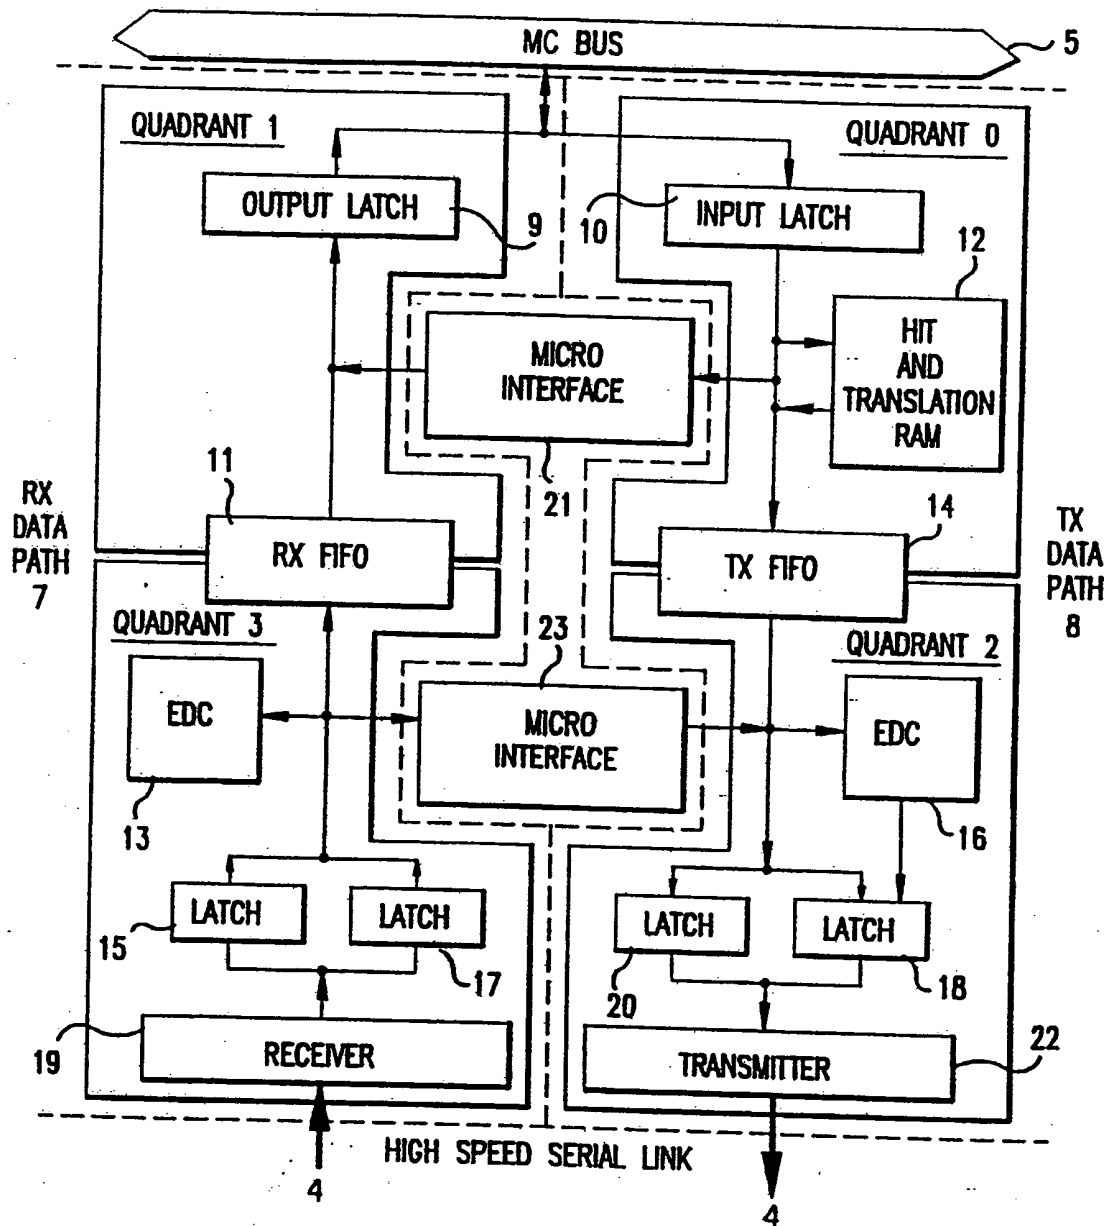 MC BUS
5
QUADRANT 1
QUADRANT 0
OUTPUT LATCH
9
10
INPUT LATCH
12
HIT
AND
TRANSLATION
RAM
MICRO
INTERFACE
21
11
RX
DATA
PATH
7
RX FIFO
14
TX FIFO
TX
DATA
PATH
8
QUADRANT 3
23
QUADRANT 2
EDC
13
MICRO
INTERFACE
EDC
16
LATCH
15
LATCH
17
LATCH
20
LATCH
18
19
RECEIVER
TRANSMITTER
22
HIGH SPEED SERIAL LINK
4
4